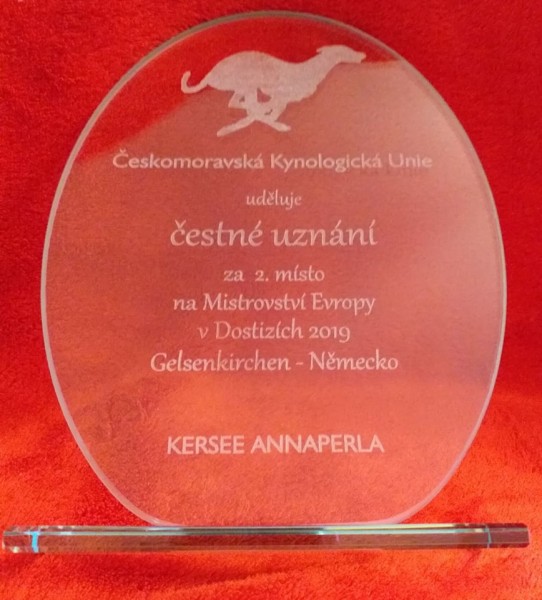 Českomoravská Kynologická Unie
uděluje
čestné uznání
za 2. místo
na Mistrovství Evropy
v Dostizích 2019
Gelsenkirchen - Německo
KERSEE ANNAPERLA